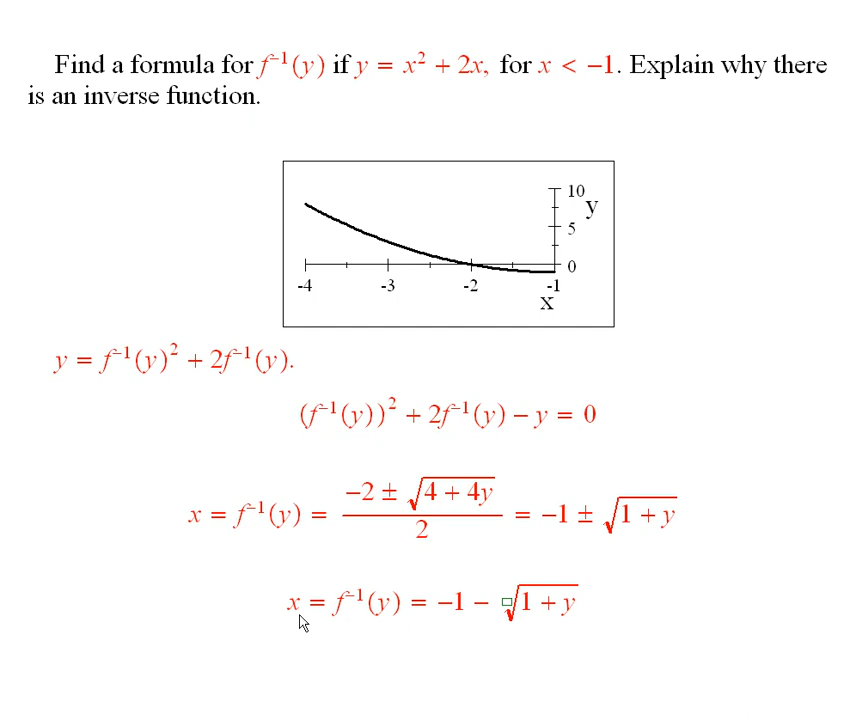 Find a formula for f⁻¹(y) if y = x² + 2x, for x < −1. Explain why there
is an inverse function.
10
y
5
0
-4 -3 -2 -1
x
y = f⁻¹(y)² + 2f⁻¹(y).
(f⁻¹(y))² + 2f⁻¹(y) − y = 0
x = f⁻¹(y) = (−2 ± √(4 + 4y))/2 = −1 ± √(1 + y)
x = f⁻¹(y) = −1 − √(1 + y)